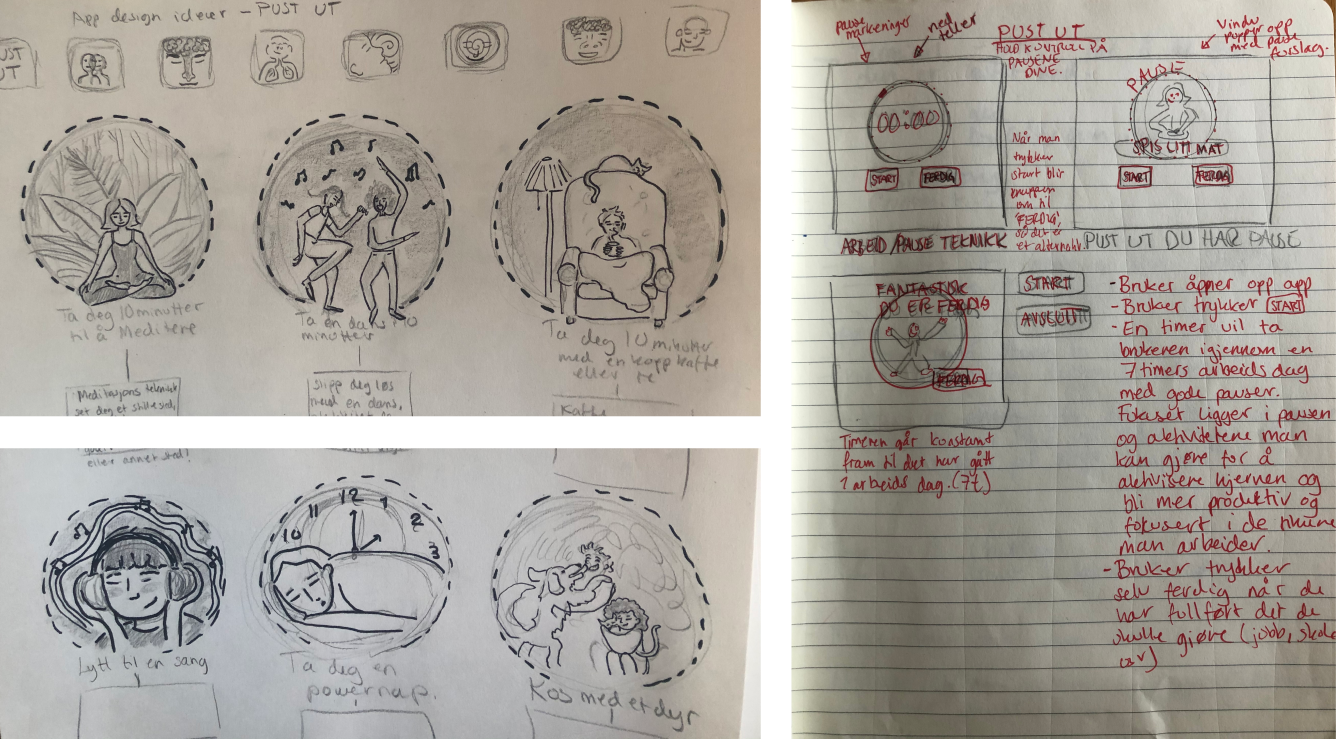 App design ideer - PUST UT
UT
Ta deg 10 minutter
til å Meditere
Ta en dans 10
minutter
Ta deg 10 minutter
med en kopp kaffe
eller te
Meditasjons teknikk
set deg et stille sted,
Slipp deg løs
med en dans,
Kaffe
eller annet sted!
12
11
1
10
2
3
Lytt til en sang
Ta deg en
powernap.
Kos med et dyr
pause
markeringer
ned
teller
PUST UT
HOLD KONTROLL PÅ
PAUSENE
DINE.
Vindu
popper opp
med pause
forslag.
00:00
START
FERDIG
Når man
trykker
start blir
knappen
om til
"FERDIG"
så det er
et alternativ.
PAUSE
SPIS LITT MAT
START
FERDIG
ARBEID/PAUSE TEKNIKK
PUST UT DU HAR PAUSE
FANTASTISK
DU ER FERDIG
FERDIG
START
AVSLUTT
Timeren går konstant
fram til det har gått
1 arbeids dag. (7t)
- Bruker åpner opp app
- Bruker trykker START
- En timer vil ta
brukeren igjennom en
7 timers arbeids dag
med gode pauser.
Fokuset ligger i pausen
og aktivitetene man
kan gjøre for å
aktivisere hjernen og
bli mer produktiv og
fokusert i de timene
man arbeider.
- Bruker trykker
selv ferdig når de
har fullført det de
skulle gjøre (jobb, skole
osv)